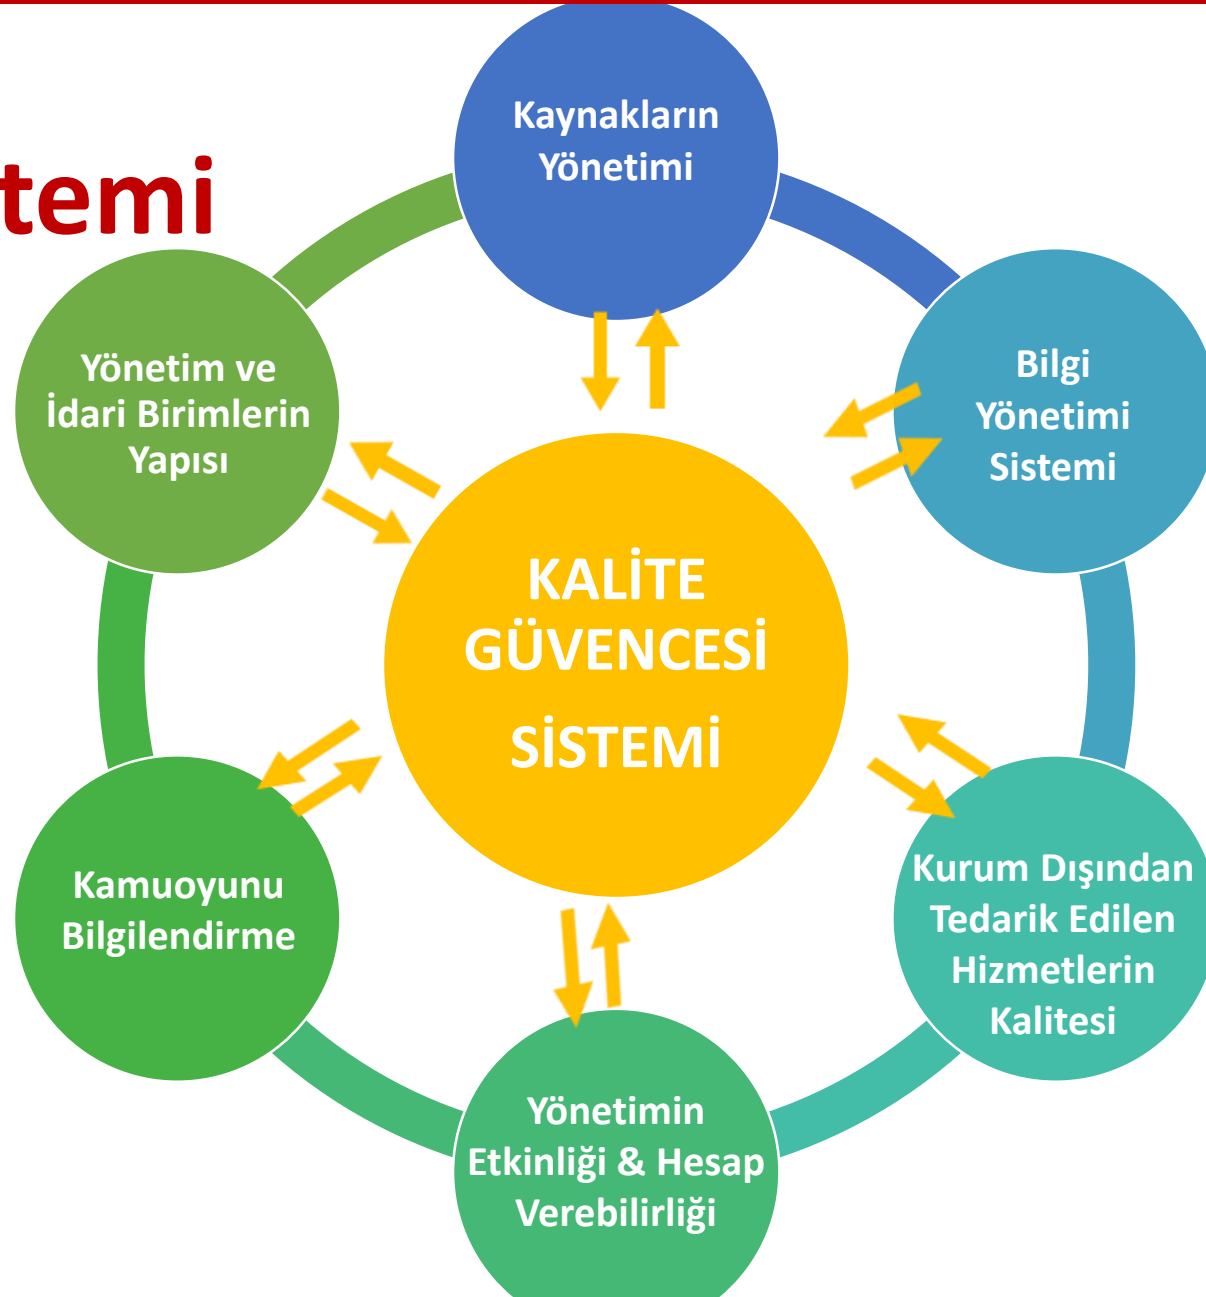 temi
Kaynakların
Yönetimi
Bilgi
Yönetimi
Sistemi
Kurum Dışından
Tedarik Edilen
Hizmetlerin
Kalitesi
Yönetimin
Etkinliği & Hesap
Verebilirliği
Kamuoyunu
Bilgilendirme
Yönetim ve
İdari Birimlerin
Yapısı
KALİTE
GÜVENCESİ
SİSTEMİ